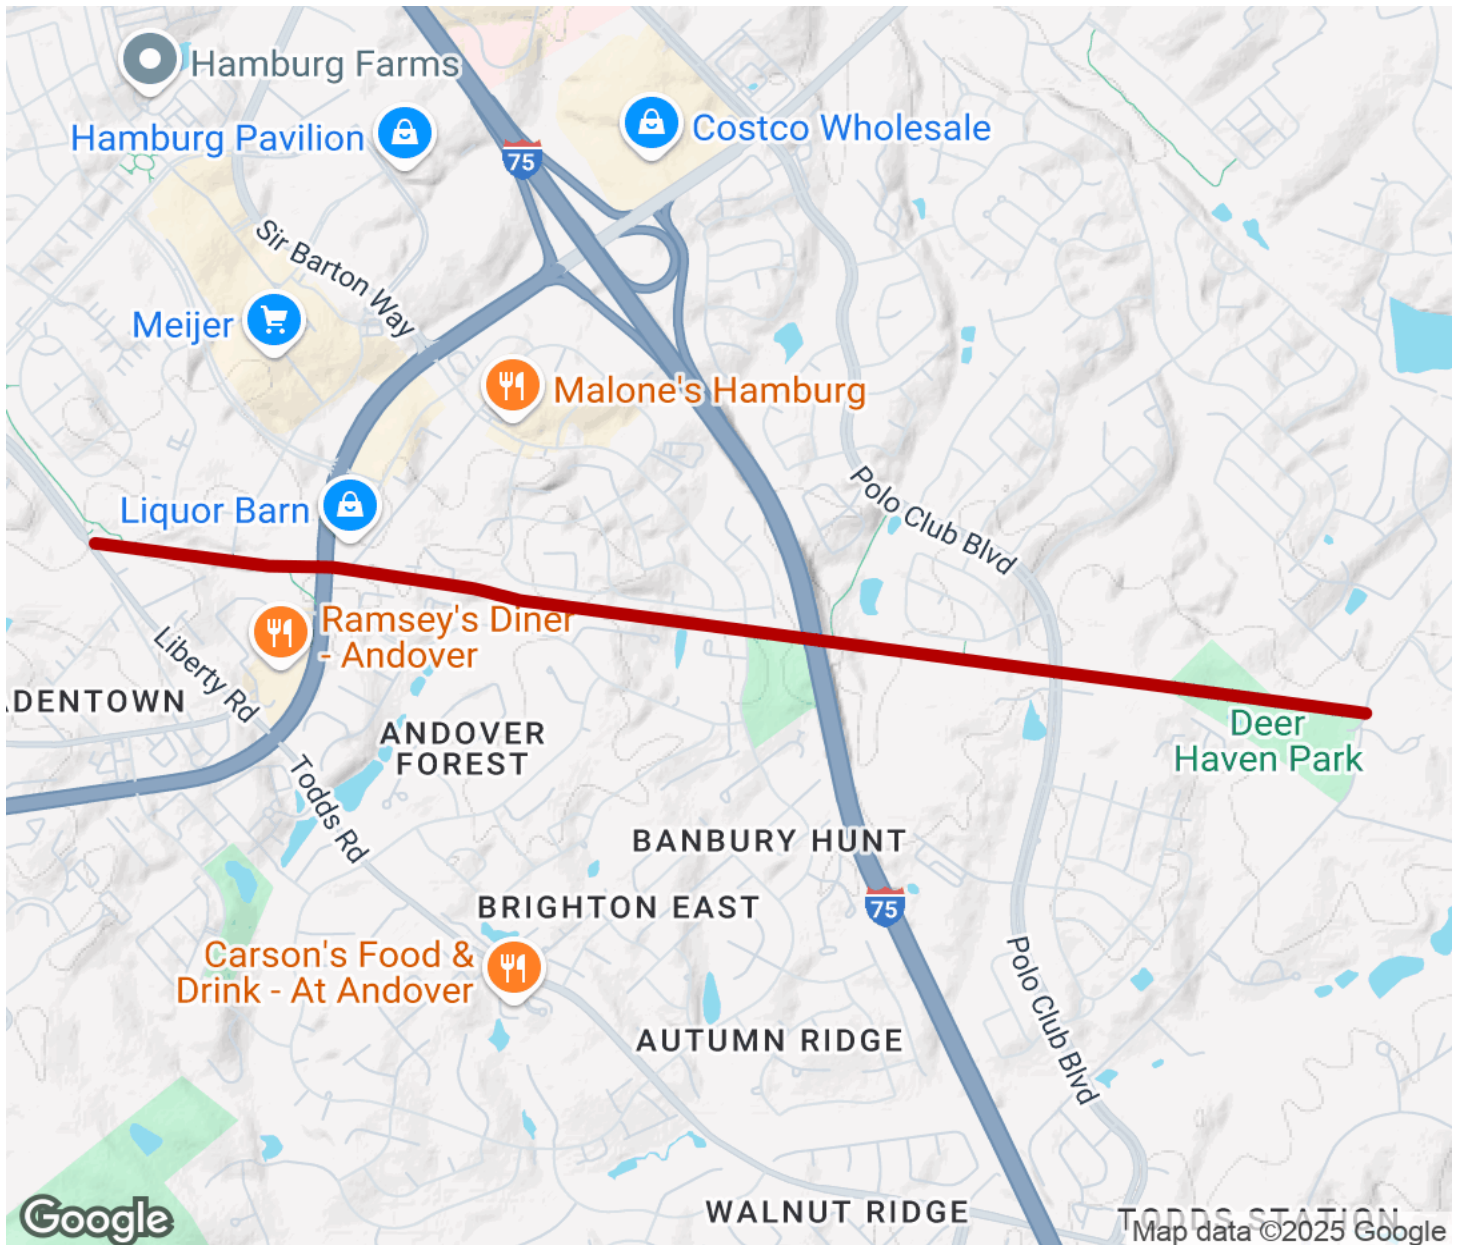 Hamburg Farms
Hamburg Pavilion
Costco Wholesale
75
Sir Barton Way
Meijer
Malone's Hamburg
Polo Club Blvd
Liquor Barn
Ramsey's Diner
- Andover
Liberty Rd
DENTOWN
ANDOVER
FOREST
Deer
Haven Park
Todds Rd
BANBURY HUNT
BRIGHTON EAST
75
Carson's Food &
Drink - At Andover
Polo Club Blvd
AUTUMN RIDGE
WALNUT RIDGE
TODDS STATION
Google
Map data ©2025 Google